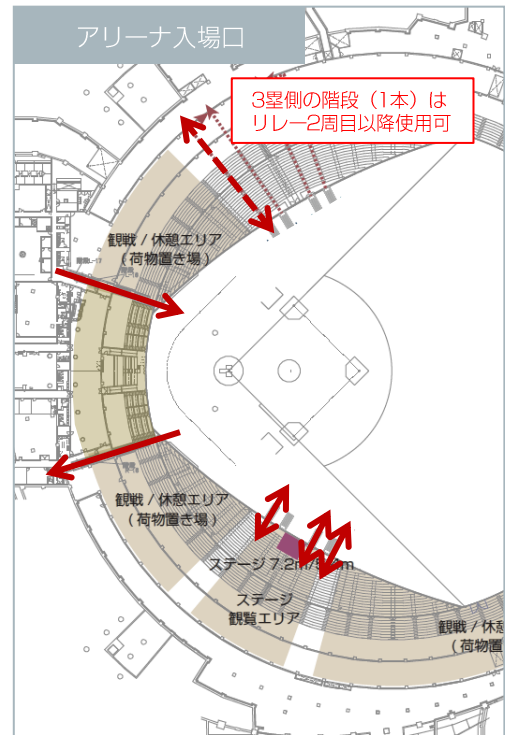 アリーナ入場口
3塁側の階段（1本）は
リレー2周目以降使用可
観戦 / 休憩エリア
( 荷物置き場 )
観戦 / 休憩エリア
( 荷物置き場 )
ステージ 7.2m/
ステージ
観覧エリア
観戦 / 休憩
( 荷物置